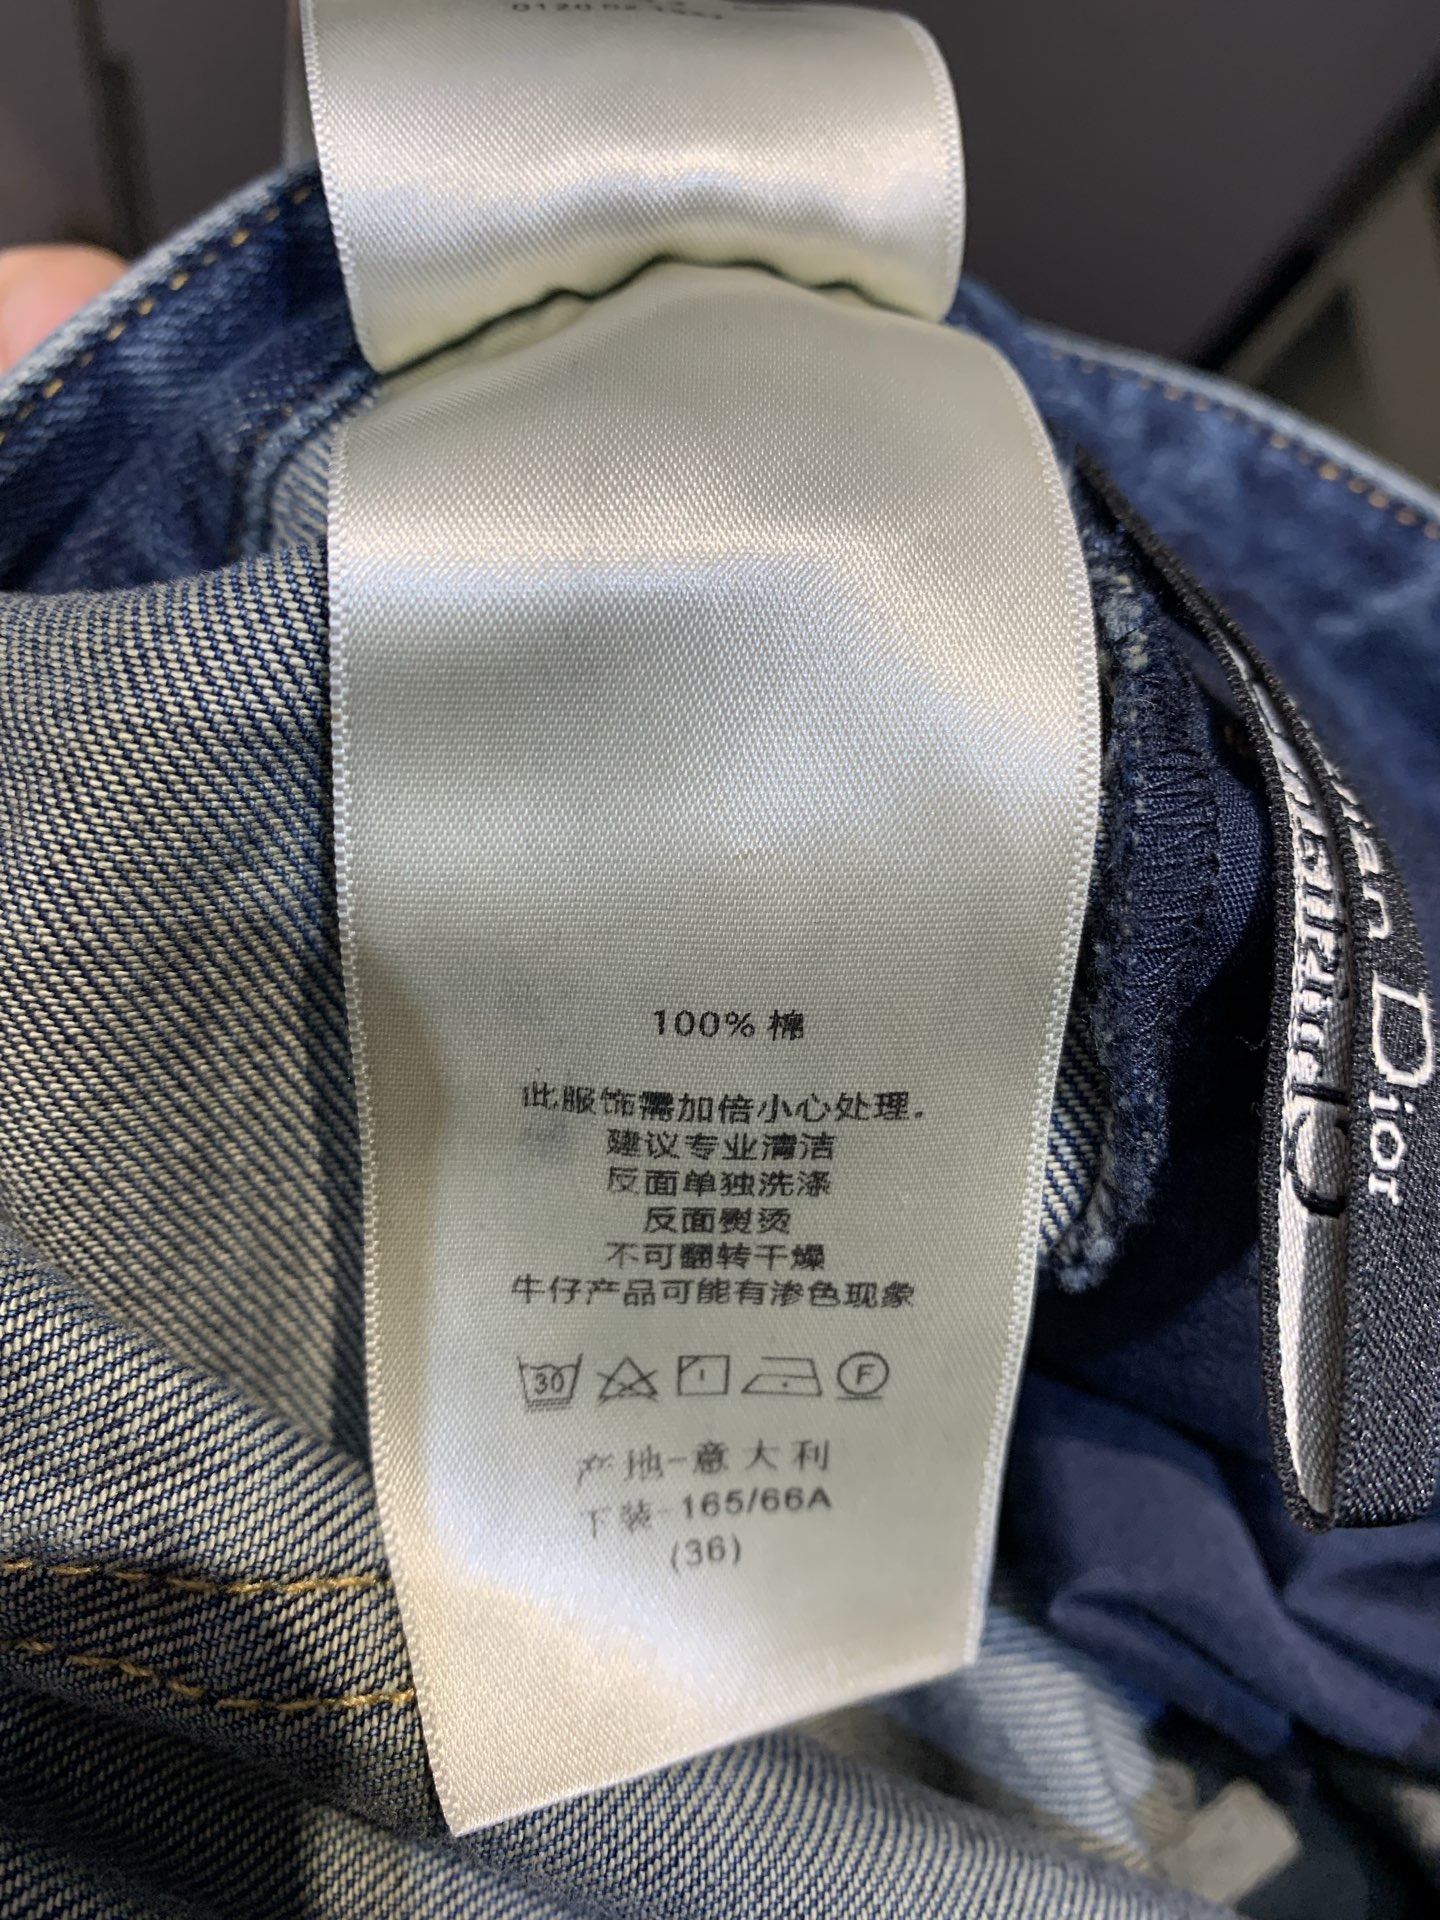 100% 棉
此服饰需加倍小心处理.
建议专业清洁
反面单独洗涤
反面熨烫
不可翻转干燥
牛仔产品可能有渗色现象
30
F
产地-意大利
下装-165/66A
(36)
Dior